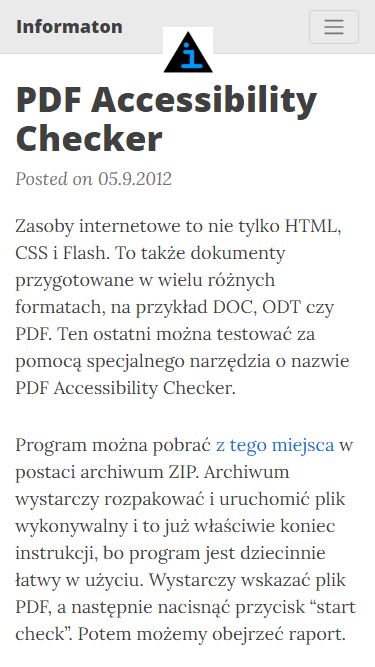 Informaton
i
PDF Accessibility
Checker
Posted on 05.9.2012
Zasoby internetowe to nie tylko HTML,
CSS i Flash. To także dokumenty
przygotowane w wielu różnych
formatach, na przykład DOC, ODT czy
PDF. Ten ostatni można testować za
pomocą specjalnego narzędzia o nazwie
PDF Accessibility Checker.
Program można pobrać z tego miejsca w
postaci archiwum ZIP. Archiwum
wystarczy rozpakować i uruchomić plik
wykonywalny i to już właściwie koniec
instrukcji, bo program jest dziecinnie
łatwy w użyciu. Wystarczy wskazać plik
PDF, a następnie nacisnąć przycisk “start
check”. Potem możemy obejrzeć raport.